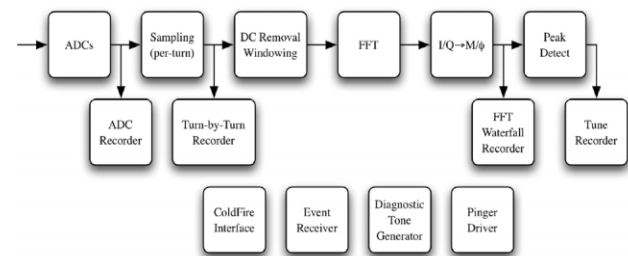 ADCs
Sampling
(per-turn)
DC Removal
Windowing
FFT
I/Q→M/ϕ
Peak
Detect
ADC
Recorder
Turn-by-Turn
Recorder
FFT
Waterfall
Recorder
Tune
Recorder
ColdFire
Interface
Event
Receiver
Diagnostic
Tone
Generator
Pinger
Driver